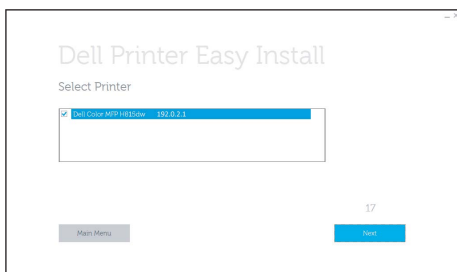 Dell Printer Easy Install
Select Printer
Dell Color MFP H815dw 192.0.2.1
17
Main Menu Next